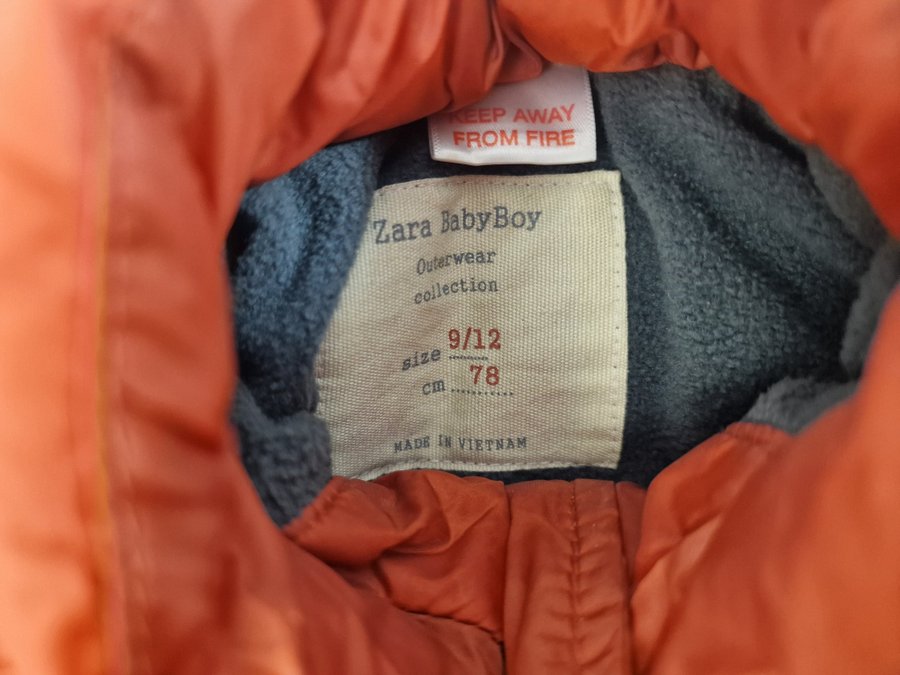 KEEP AWAY
FROM FIRE
Zara BabyBoy
Outerwear
collection
size 9/12
cm 78
MADE IN VIETNAM